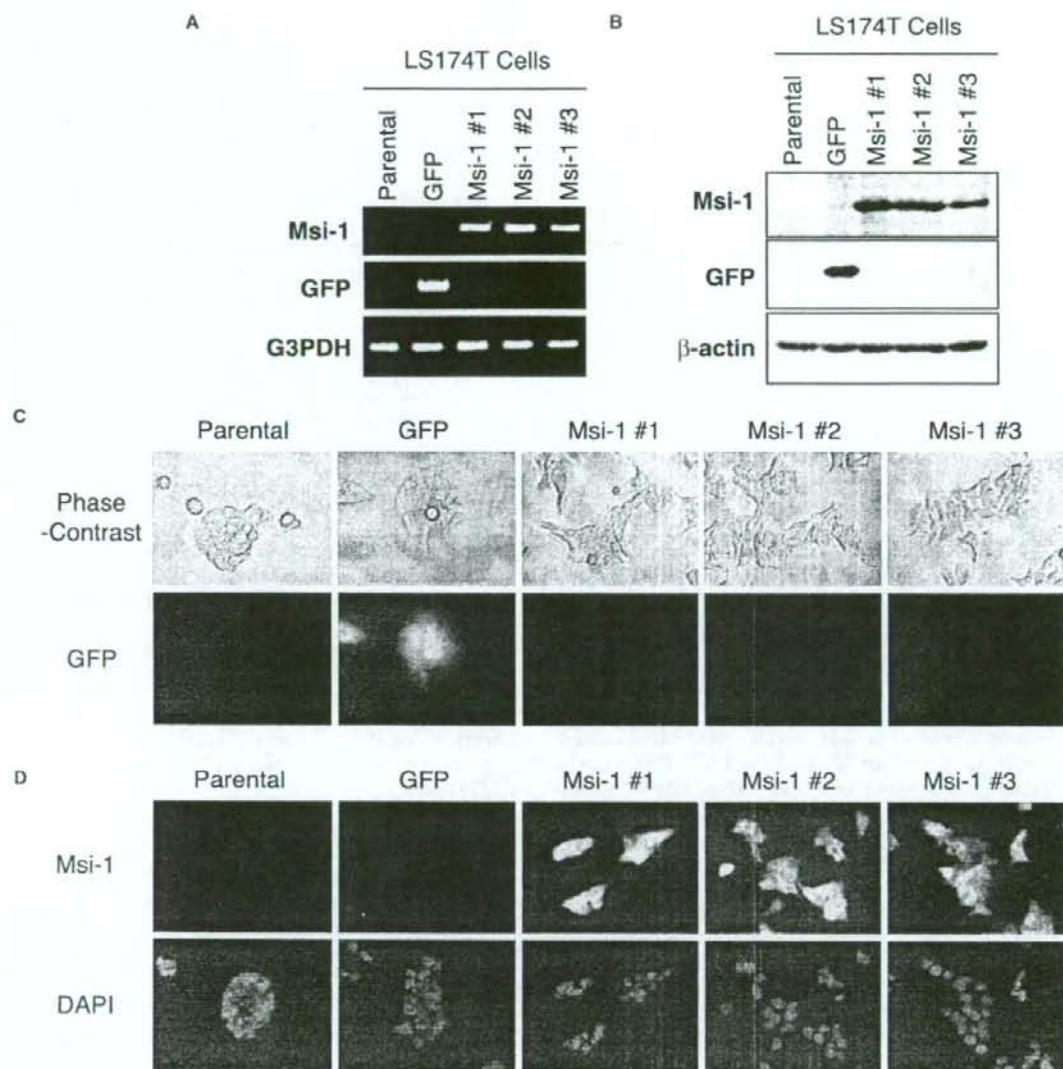 A
LS174T Cells
Parental
GFP
Msi-1 #1
Msi-1 #2
Msi-1 #3
Msi-1
GFP
G3PDH
B
LS174T Cells
Parental
GFP
Msi-1 #1
Msi-1 #2
Msi-1 #3
Msi-1
GFP
β-actin
C
Parental GFP Msi-1 #1 Msi-1 #2 Msi-1 #3
Phase
-Contrast
GFP
D
Parental GFP Msi-1 #1 Msi-1 #2 Msi-1 #3
Msi-1
DAPI